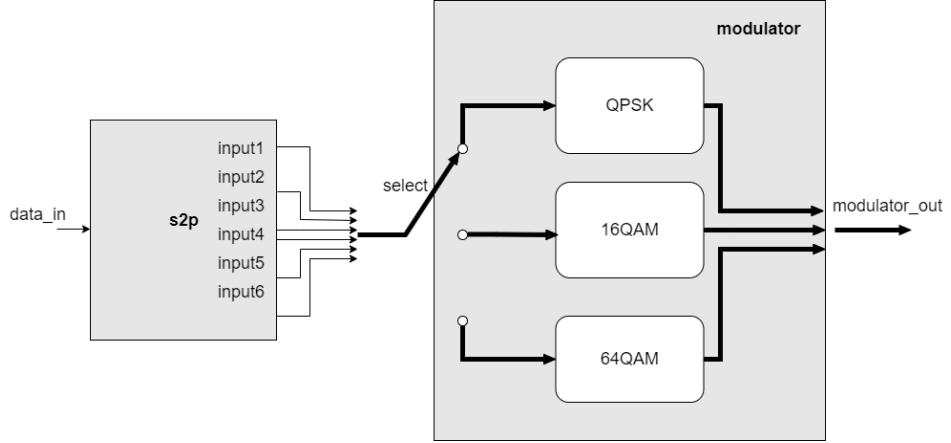 modulator
QPSK
input1
input2
select
input3
data_in
s2p
modulator_out
input4
16QAM
input5
input6
64QAM